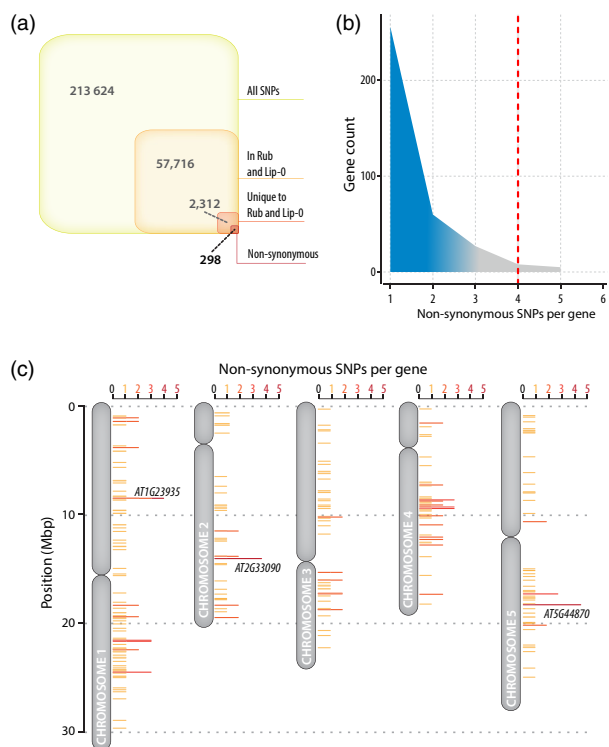 (a)
213 624
All SNPs
57,716
In Rub
and Lip-0
2,312
Unique to
Rub and Lip-0
298
Non-synonymous
(b)
Gene count
200
100
0
1 2 3 4 5 6
Non-synonymous SNPs per gene
(c)
Non-synonymous SNPs per gene
0 1 2 3 4 5
0 1 2 3 4 5
0 1 2 3 4 5
0 1 2 3 4 5
0 1 2 3 4 5
Position (Mbp)
0
10
20
30
CHROMOSOME 1
AT1G23935
CHROMOSOME 2
AT2G33090
CHROMOSOME 3
CHROMOSOME 4
CHROMOSOME 5
AT5G44870